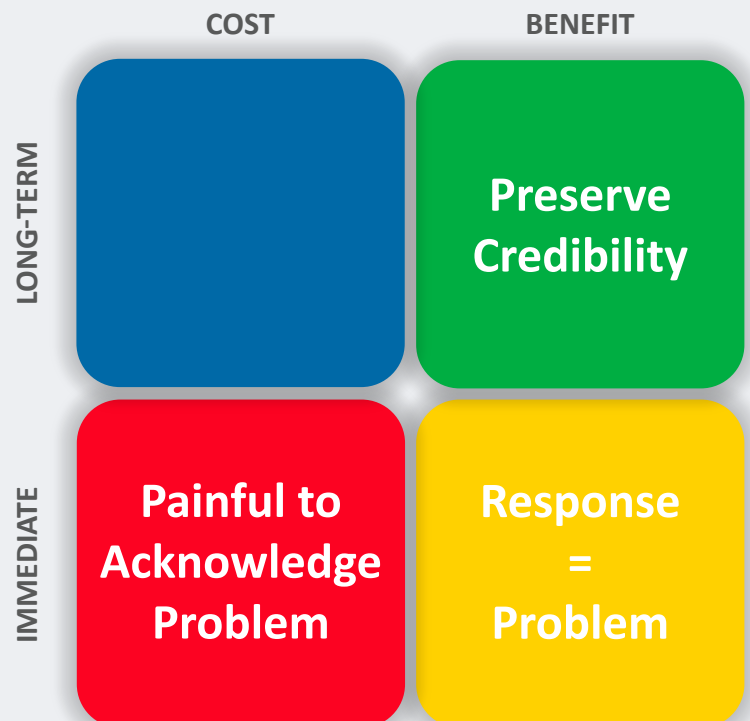 COST
BENEFIT
LONG-TERM
Preserve
Credibility
IMMEDIATE
Painful to
Acknowledge
Problem
Response
=
Problem